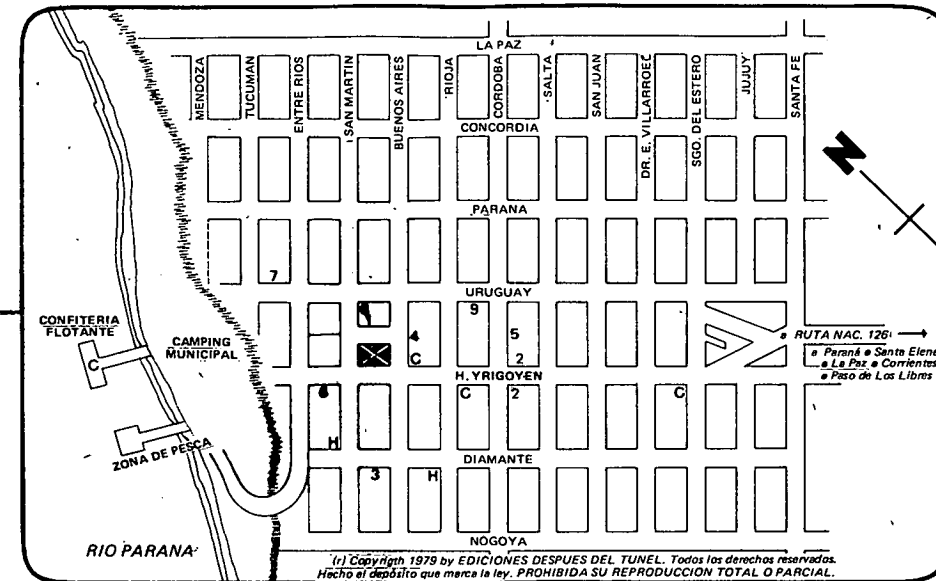 LA PAZ
MENDOZA
TUCUMAN
ENTRE RIOS
SAN MARTIN
BUENOS AIRES
RIOJA
CORDOBA
SALTA
SAN JUAN
DR. E. VILLARROEL
SGO. DEL ESTERO
JUJUY
SANTA FE
CONCORDIA
N
PARANA
7
URUGUAY
9
CONFITERIA
FLOTANTE
C
CAMPING
MUNICIPAL
4
C
5
2
a RUTA NAC. 126
a Paraná a Santa Elena
a La Paz a Corrientes
a Paso de Los Libres
H. YRIGOYEN
6
C
2
C
H
ZONA DE PESCA
DIAMANTE
3
H
NOGOYA
RIO PARANA
(r) Copyrigth 1979 by EDICIONES DESPUES DEL TUNEL. Todos los derechos reservados.
Hecho el depósito que marca la ley. PROHIBIDA SU REPRODUCCION TOTAL O PARCIAL.